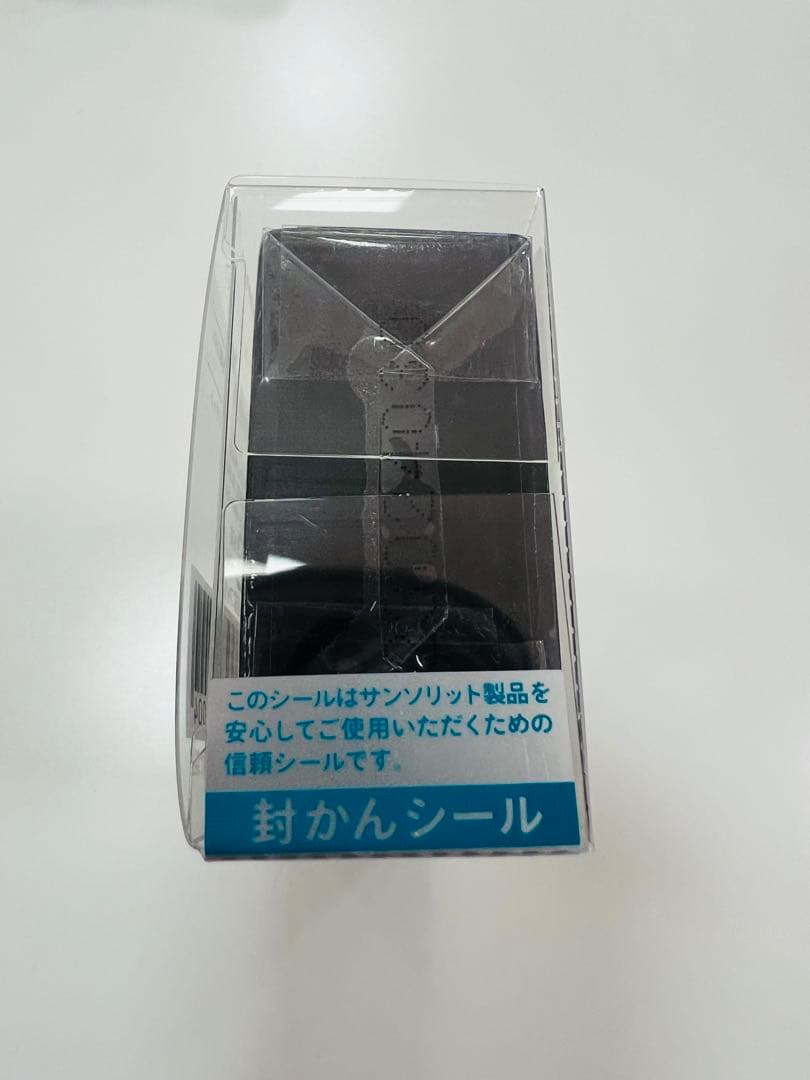 このシールはサンソリット製品を
安心してご使用いただくための
信頼シールです。
封かんシール